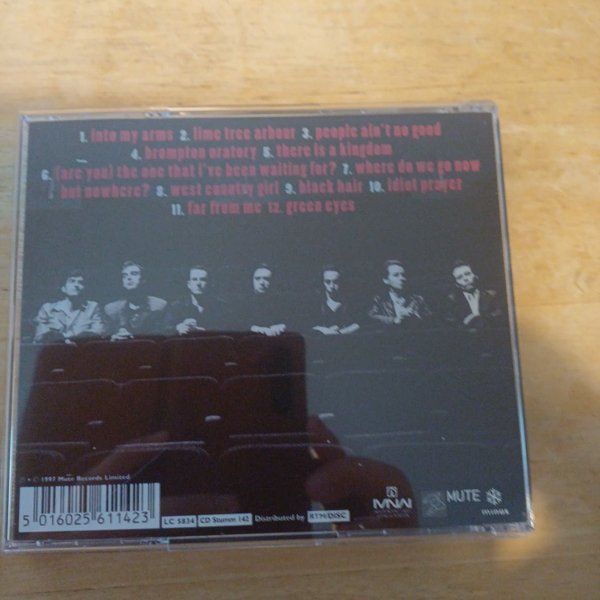 1. into my arms 2. lime tree arbour 3. people ain't no good
4. brompton oratory 5. there is a kingdom
6. (are you) the one that i've been waiting for? 7. where do we go now
but nowhere? 8. west country girl 9. black hair 10. idiot prayer
11. far from me 12. green eyes
℗ • © 1997 Mute Records Limited
5 016025 611423
LC 5834 CD Stumm 142 Distributed by RTM/DISC
MNW
MUTE